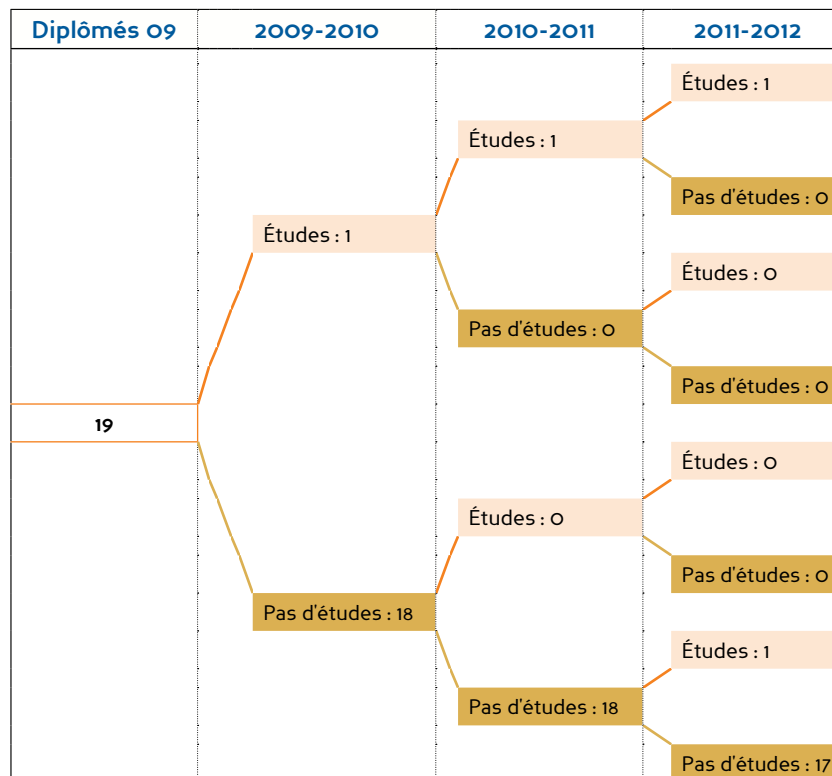 Diplômés 09 2009-2010 2010-2011 2011-2012
Études : 1
Études : 1
Pas d'études : 0
Études : 1
Études : 0
Pas d'études : 0
Pas d'études : 0
19
Études : 0
Études : 0
Pas d'études : 0
Pas d'études : 18
Études : 1
Pas d'études : 18
Pas d'études : 17